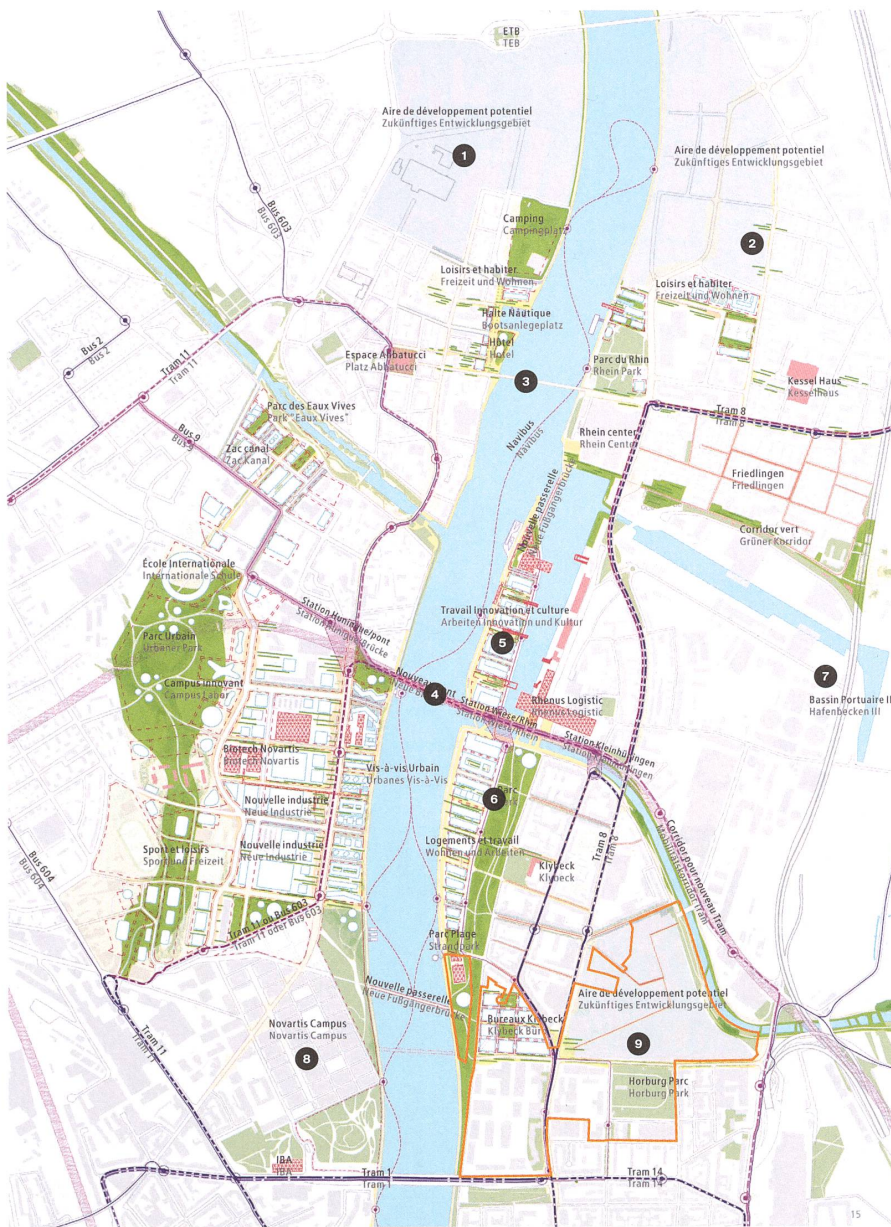 ETB
TEB
Aire de développement potentiel
Zukünftiges Entwicklungsgebiet
1
Aire de développement potentiel
Zukünftiges Entwicklungsgebiet
Bus 603
Bus 603
Camping
Campingplatz
2
Loisirs et habiter
Freizeit und Wohnen
Loisirs et habiter
Freizeit und Wohnen
Halte Nautique
Bootsanlegeplatz
Hôtel
Hotel
Bus 2
Bus 2
Tram 11
Tram 11
Espace Abbatucci
Platz Abbatucci
Parc du Rhin
Rhein Park
3
Kessel Haus
Kesselhaus
Parc des Eaux Vives
Park "Eaux Vives"
Tram 8
Tram 8
Bus 9
Bus 9
Zac canal
Zac Kanal
Navibus
Navibus
Rhein center
Rhein Center
Friedlingen
Friedlingen
Nouvelle passerelle
Neue Fußgängerbrücke
Corridor vert
Grüner Korridor
École Internationale
Internationale Schule
Station Huningue/pont
Station Huningue/Brücke
Travail innovation et culture
Arbeiten Innovation und Kultur
Parc Urbain
Urbaner Park
5
7
Campus innovant
Campus Labor
Nouveau pont
4
Station Wiese/Rhin
Rhenus Logistic
Rhenus Logistic
Bassin Portuaire II
Hafenbecken III
Station Kleinhüningen
Station Kleinhüningen
Biotech Novartis
Biotech Novartis
Vis-à-vis Urbain
Urbanes Vis-à-Vis
6
Parc
Nouvelle industrie
Neue Industrie
Nouvelle industrie
Neue Industrie
Sport et loisirs
Sport und Freizeit
Logements et travail
Wohnen und Arbeiten
Tram 8
Tram 8
Klybeck
Klybeck
Corridor pour nouveau Tram
Mobilitätskorridor Tram
Bus 604
Bus 604
Tram 11 ou Bus 603
Tram 11 oder Bus 603
Parc Plage
Strandpark
Nouvelle passerelle
Neue Fußgängerbrücke
Aire de développement potentiel
Zukünftiges Entwicklungsgebiet
Novartis Campus
Novartis Campus
Bureaux Klybeck
Klybeck Büro
Tram 11
Tram 11
8
9
Horburg Parc
Horburg Park
IBA
IBA
Tram 1
Tram 1
Tram 14
Tram 14
15